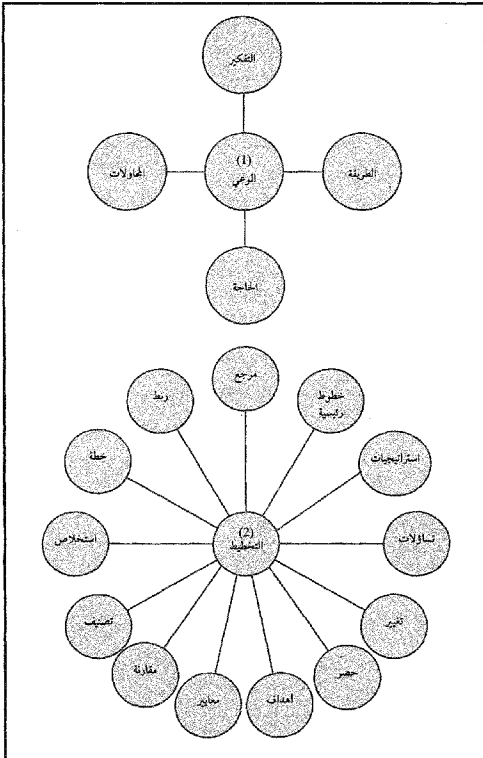 التفكير
(1)
الوعي
الطريقة
المحاولات
الحاجة
مرجع
خطوط
رئيسية
ربط
استراتيجيات
خطة
(2)
التخطيط
تساؤلات
استخلاص
تغيير
تصنيف
حصر
مقارنة
أهداف
معايير